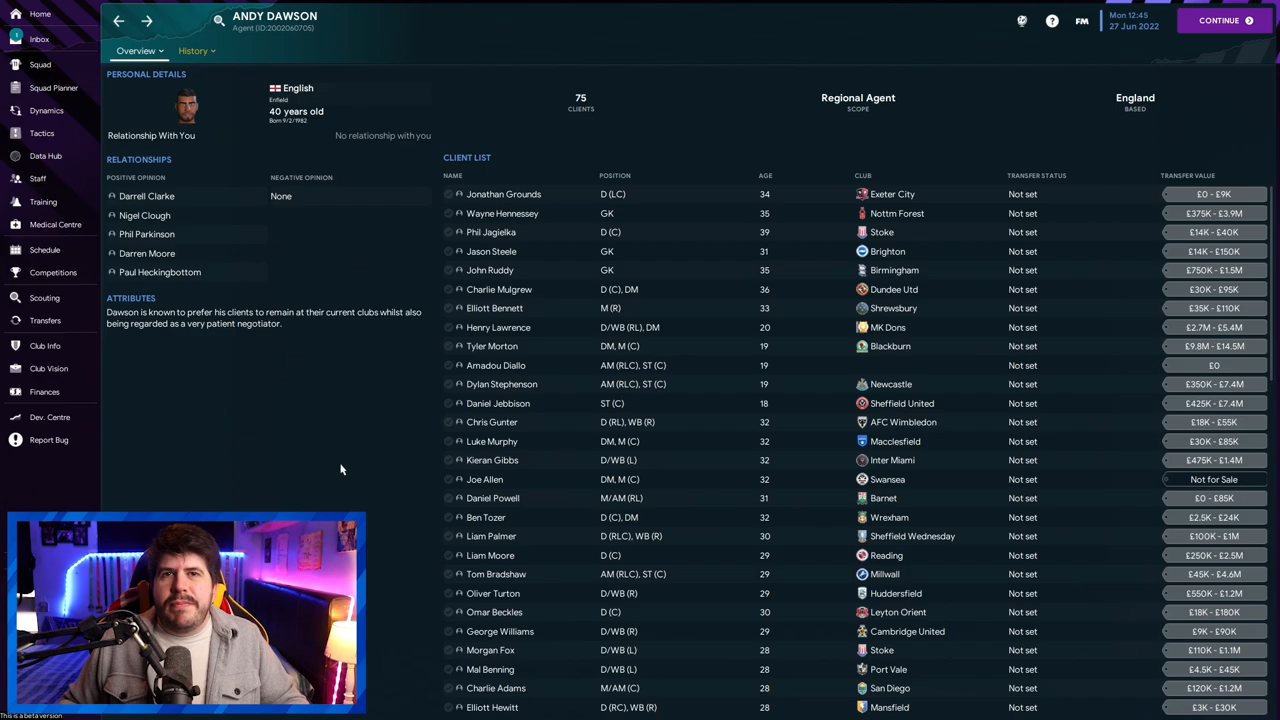 Home
Inbox
1
Squad
Squad Planner
Dynamics
Tactics
Data Hub
Staff
Training
Medical Centre
Schedule
Competitions
Scouting
Transfers
Club Info
Club Vision
Finances
Dev. Centre
Report Bug
ANDY DAWSON
Agent (ID:2002060705)
FM
Mon 12:45
27 Jun 2022
CONTINUE
Overview
History
PERSONAL DETAILS
English
Enfield
40 years old
Born 9/2/1982
Relationship With You
No relationship with you
75
CLIENTS
Regional Agent
SCOPE
England
BASED
RELATIONSHIPS
POSITIVE OPINION NEGATIVE OPINION
Darrell Clarke None
Nigel Clough
Phil Parkinson
Darren Moore
Paul Heckingbottom
ATTRIBUTES
Dawson is known to prefer his clients to remain at their current clubs whilst also
being regarded as a very patient negotiator.
CLIENT LIST
NAME POSITION AGE CLUB TRANSFER STATUS TRANSFER VALUE
Jonathan Grounds D (LC) 34 Exeter City Not set £0 - £9K
Wayne Hennessey GK 35 Nottm Forest Not set £375K - £3.9M
Phil Jagielka D (C) 39 Stoke Not set £14K - £40K
Jason Steele GK 31 Brighton Not set £14K - £150K
John Ruddy GK 35 Birmingham Not set £750K - £1.5M
Charlie Mulgrew D (C), DM 36 Dundee Utd Not set £30K - £95K
Elliott Bennett M (R) 33 Shrewsbury Not set £35K - £110K
Henry Lawrence D/WB (RL), DM 20 MK Dons Not set £2.7M - £5.4M
Tyler Morton DM, M (C) 19 Blackburn Not set £9.8M - £14.5M
Amadou Diallo AM (RLC), ST (C) 19 Not set £0
Dylan Stephenson AM (RLC), ST (C) 19 Newcastle Not set £350K - £7.4M
Daniel Jebbison ST (C) 18 Sheffield United Not set £425K - £7.4M
Chris Gunter D (RL), WB (R) 32 AFC Wimbledon Not set £18K - £55K
Luke Murphy DM, M (C) 32 Macclesfield Not set £30K - £85K
Kieran Gibbs D/WB (L) 32 Inter Miami Not set £475K - £1.4M
Joe Allen DM, M (C) 32 Swansea Not set Not for Sale
Daniel Powell M/AM (RL) 31 Barnet Not set £0 - £85K
Ben Tozer D (C), DM 32 Wrexham Not set £2.5K - £24K
Liam Palmer D (RLC), WB (R) 30 Sheffield Wednesday Not set £100K - £1M
Liam Moore D (C) 29 Reading Not set £250K - £2.5M
Tom Bradshaw AM (RLC), ST (C) 29 Millwall Not set £45K - £4.6M
Oliver Turton D/WB (R) 29 Huddersfield Not set £550K - £1.2M
Omar Beckles D (C) 30 Leyton Orient Not set £18K - £180K
George Williams D/WB (R) 29 Cambridge United Not set £9K - £90K
Morgan Fox D/WB (L) 28 Stoke Not set £110K - £1.1M
Mal Benning D/WB (L) 28 Port Vale Not set £4.5K - £45K
Charlie Adams M/AM (C) 28 San Diego Not set £120K - £1.2M
Elliott Hewitt D (RC), WB (R) 28 Mansfield Not set £3K - £30K
This is a beta version